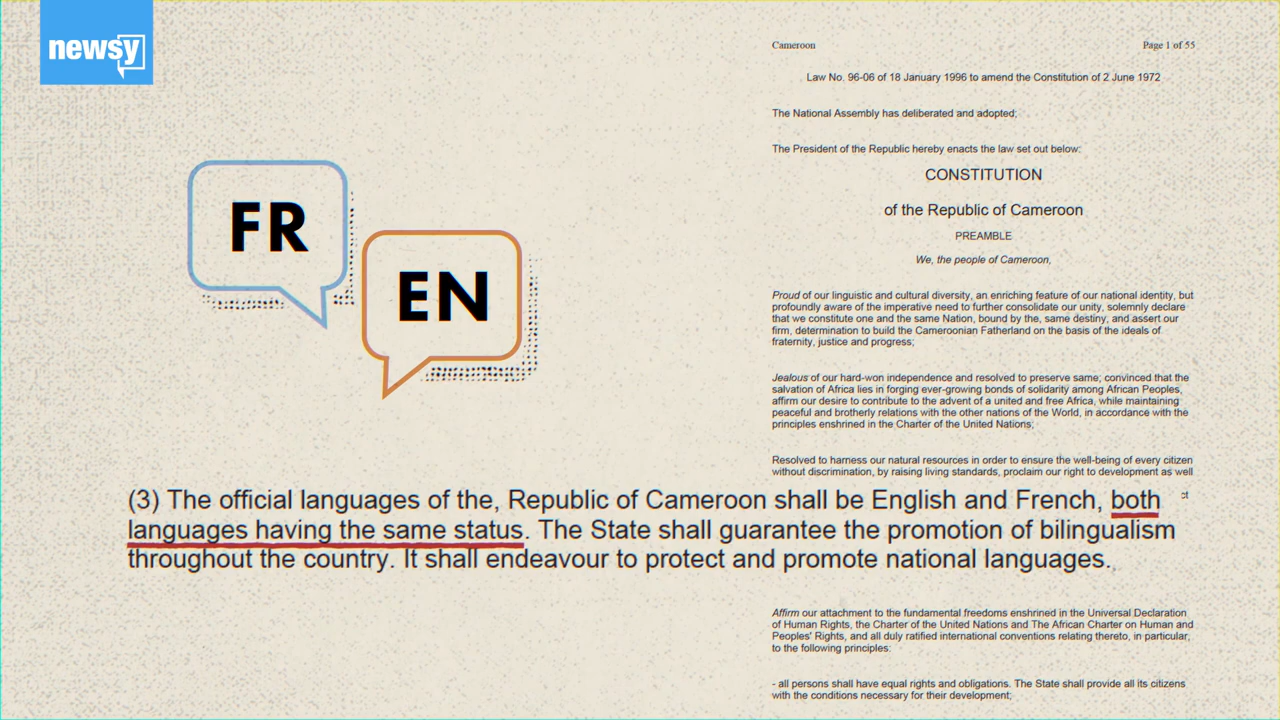 newsy
FR
EN
Cameroon
Page 1 of 55
Law No. 96-06 of 18 January 1996 to amend the Constitution of 2 June 1972
The National Assembly has deliberated and adopted;
The President of the Republic hereby enacts the law set out below:
CONSTITUTION
of the Republic of Cameroon
PREAMBLE
We, the people of Cameroon,
Proud of our linguistic and cultural diversity, an enriching feature of our national identity, but
profoundly aware of the imperative need to further consolidate our unity, solemnly declare
that we constitute one and the same Nation, bound by the, same destiny, and assert our
firm, determination to build the Cameroonian Fatherland on the basis of the ideals of
fraternity, justice and progress;
Jealous of our hard-won independence and resolved to preserve same; convinced that the
salvation of Africa lies in forging ever-growing bonds of solidarity among African Peoples,
affirm our desire to contribute to the advent of a united and free Africa, while maintaining
peaceful and brotherly relations with the other nations of the World, in accordance with the
principles enshrined in the Charter of the United Nations;
Resolved to harness our natural resources in order to ensure the well-being of every citizen
without discrimination, by raising living standards, proclaim our right to development as well
(3) The official languages of the, Republic of Cameroon shall be English and French, both
languages having the same status. The State shall guarantee the promotion of bilingualism
throughout the country. It shall endeavour to protect and promote national languages.
Affirm our attachment to the fundamental freedoms enshrined in the Universal Declaration
of Human Rights, the Charter of the United Nations and The African Charter on Human and
Peoples' Rights, and all duly ratified international conventions relating thereto, in particular,
to the following principles:
- all persons shall have equal rights and obligations. The State shall provide all its citizens
with the conditions necessary for their development;